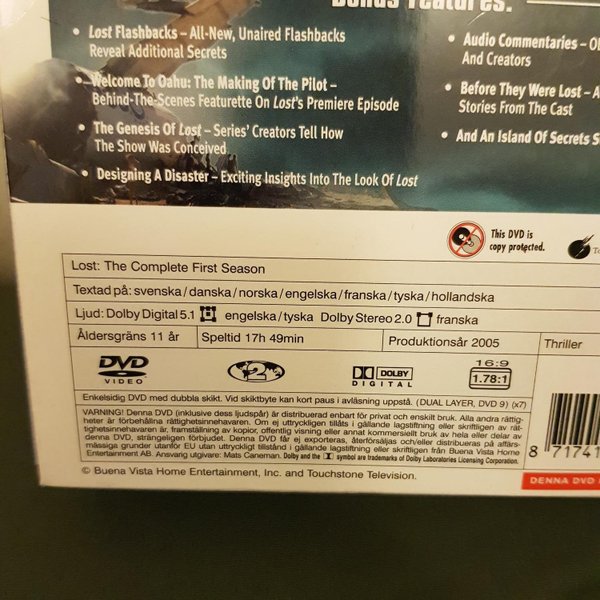 Bonus Features:
• Lost Flashbacks – All-New, Unaired Flashbacks
Reveal Additional Secrets
• Welcome To Oahu: The Making Of The Pilot –
Behind-The-Scenes Featurette On Lost's Premiere Episode
• The Genesis Of Lost – Series' Creators Tell How
The Show Was Conceived
• Designing A Disaster – Exciting Insights Into The Look Of Lost
• Audio Commentaries –
And Creators
• Before They Were Lost –
Stories From The Cast
• And An Island Of Secrets
This DVD is
copy protected.
Lost: The Complete First Season
Textad på: svenska/danska/norska/engelska/franska/tyska/hollandska
Ljud: Dolby Digital 5.1 engelska/tyska Dolby Stereo 2.0 franska
Åldersgräns 11 år Speltid 17h 49min Produktionsår 2005 Thriller
DVD
VIDEO
2
DOLBY
DIGITAL
16:9
1.78:1
Enkelsidig DVD med dubbla skikt. Vid skiktbyte kan kort paus i avläsning uppstå. (DUAL LAYER, DVD 9) (x7)
VARNING! Denna DVD (inklusive dess ljudspår) är distribuerad enbart för privat och enskilt bruk. Alla andra rättig-
heter är förbehållna rättighetsinnehavaren. Om ej uttryckligen tillåts i gällande lagstiftning eller skriftligen av rät-
tighetsinnehavaren, är framställning av kopior, offentlig visning eller annat kommersiellt bruk av hela eller delar av
denna DVD, strängeligen förbjudet. Denna DVD får ej exporteras, återförsäljas och/eller distribueras på affärs-
mässiga grunder utanför EU utan uttryckligt tillstånd i gällande lagstiftning eller skriftligen från Buena Vista Home
Entertainment AB. Ansvarig utgivare: Mats Caneman. Dolby and the symbol are trademarks of Dolby Laboratories Licensing Corporation.
© Buena Vista Home Entertainment, Inc. and Touchstone Television.
8 71741
DENNA DVD